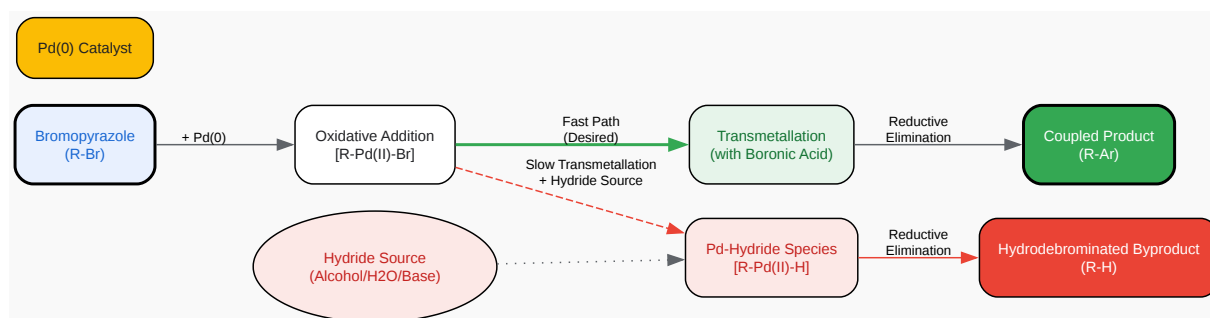 Pd(0) Catalyst
Bromopyrazole
(R-Br)
+ Pd(0)
Oxidative Addition
[R-Pd(II)-Br]
Fast Path
(Desired)
Transmetallation
(with Boronic Acid)
Reductive
Elimination
Coupled Product
(R-Ar)
Slow Transmetallation
+ Hydride Source
Hydride Source
(Alcohol/H2O/Base)
Pd-Hydride Species
[R-Pd(II)-H]
Reductive
Elimination
Hydrodebrominated Byproduct
(R-H)